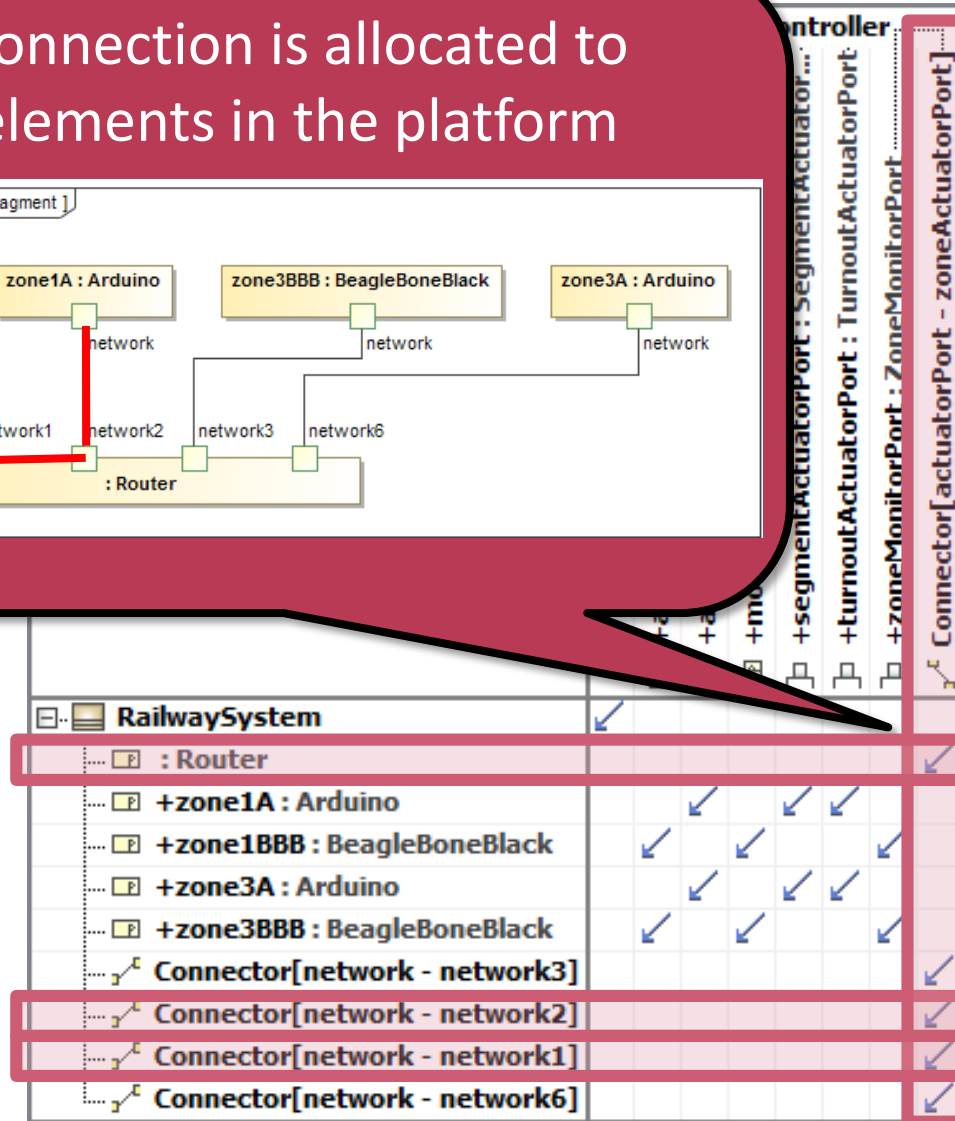 onnection is allocated to
elements in the platform
agment ]
zone1A : Arduino
zone3BBB : BeagleBoneBlack
zone3A : Arduino
network
network
network
twork1
network2
network3
network6
: Router
ntroller
+a
+a
+mo
+segmentActuatorPort : SegmentActuator...
+turnoutActuatorPort : TurnoutActuatorPort
+zoneMonitorPort : ZoneMonitorPort
Connector[actuatorPort - zoneActuatorPort]
RailwaySystem
: Router
+zone1A : Arduino
+zone1BBB : BeagleBoneBlack
+zone3A : Arduino
+zone3BBB : BeagleBoneBlack
Connector[network - network3]
Connector[network - network2]
Connector[network - network1]
Connector[network - network6]